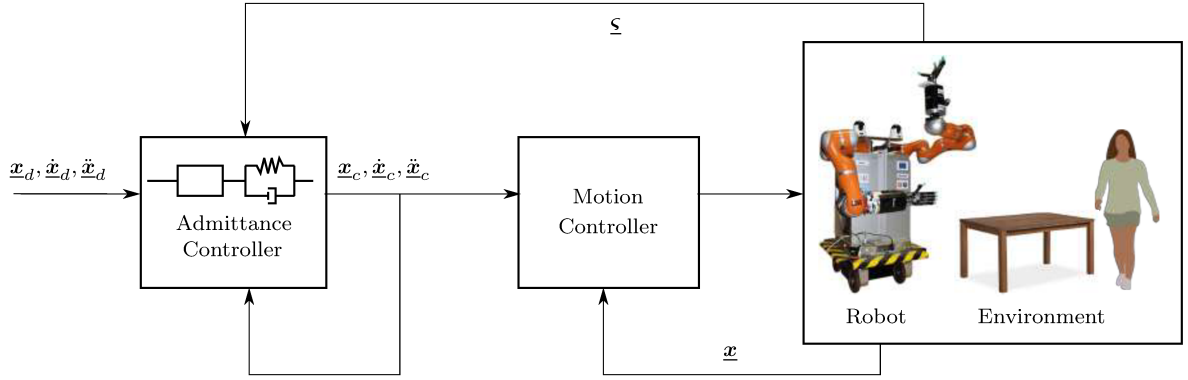 ς
x_d, ẋ_d, ẍ_d
x_c, ẋ_c, ẍ_c
Admittance
Controller
Motion
Controller
Robot
Environment
x